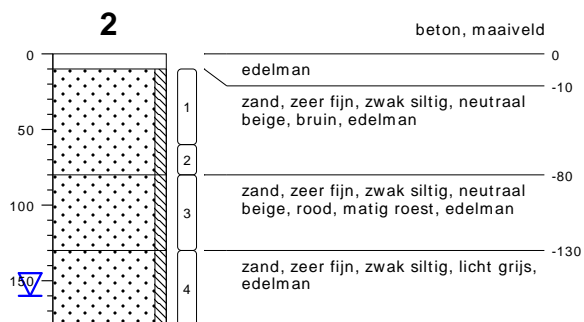 2
beton, maaiveld
0
0
edelman
-10
zand, zeer fijn, zwak siltig, neutraal
beige, bruin, edelman
1
50
2
-80
zand, zeer fijn, zwak siltig, neutraal
beige, rood, matig roest, edelman
100
3
-130
zand, zeer fijn, zwak siltig, licht grijs,
edelman
150
4